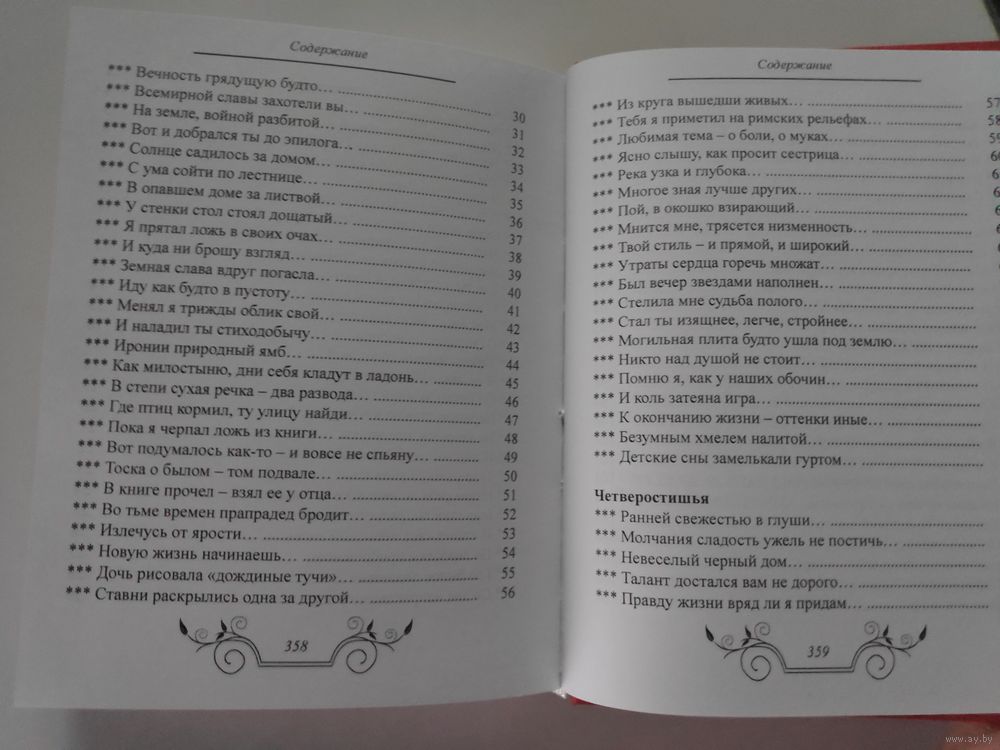 Содержание
*** Вечность грядущую будто… 30
*** Всемирной славы захотели вы… 31
*** На земле, войной разбитой… 32
*** Вот и добрался ты до эпилога… 33
*** Солнце садилось за домом… 34
*** С ума сойти по лестнице… 35
*** В опавшем доме за листвой… 36
*** У стенки стол стоял дощатый… 37
*** Я прятал ложь в своих очах… 38
*** И куда ни брошу взгляд… 39
*** Земная слава вдруг погасла… 40
*** Иду как будто в пустоту… 41
*** Менял я трижды облик свой… 42
*** И наладил ты стиходобычу… 43
*** Иронии природный ямб… 44
*** Как милостыню, дни себя кладут в ладонь… 45
*** В степи сухая речка – два развода… 46
*** Где птиц кормил, ту улицу найди… 47
*** Пока я черпал ложь из книги… 48
*** Вот подумалось как-то – и вовсе не спьяну… 49
*** Тоска о былом – том подвале… 50
*** В книге прочел – взял ее у отца… 51
*** Во тьме времен прапрадед бродит… 52
*** Излечусь от ярости… 53
*** Новую жизнь начинаешь… 54
*** Дочь рисовала «дождиные тучи»… 55
*** Ставни раскрылись одна за другой… 56
358
Содержание
*** Из круга вышедши живых… 57
*** Тебя я приметил на римских рельефах… 58
*** Любимая тема – о боли, о муках… 59
*** Ясно слышу, как просит сестрица…
*** Река узка и глубока…
*** Многое зная лучше других…
*** Пой, в окошко взирающий…
*** Мнится мне, трясется низменность…
*** Твой стиль – и прямой, и широкий…
*** Утраты сердца горечь множат…
*** Был вечер звездами наполнен…
*** Стелила мне судьба полого…
*** Стал ты изящнее, легче, стройнее…
*** Могильная плита будто ушла под землю…
*** Никто над душой не стоит…
*** Помню я, как у наших обочин…
*** И коль затеяна игра…
*** К окончанию жизни – оттенки иные…
*** Безумным хмелем налитой…
*** Детские сны замелькали гуртом…
Четверостишья
*** Ранней свежестью в глуши…
*** Молчания сладость ужель не постичь…
*** Невеселый черный дом…
*** Талант достался вам не дорого…
*** Правду жизни вряд ли я придам…
359
www.ay.by